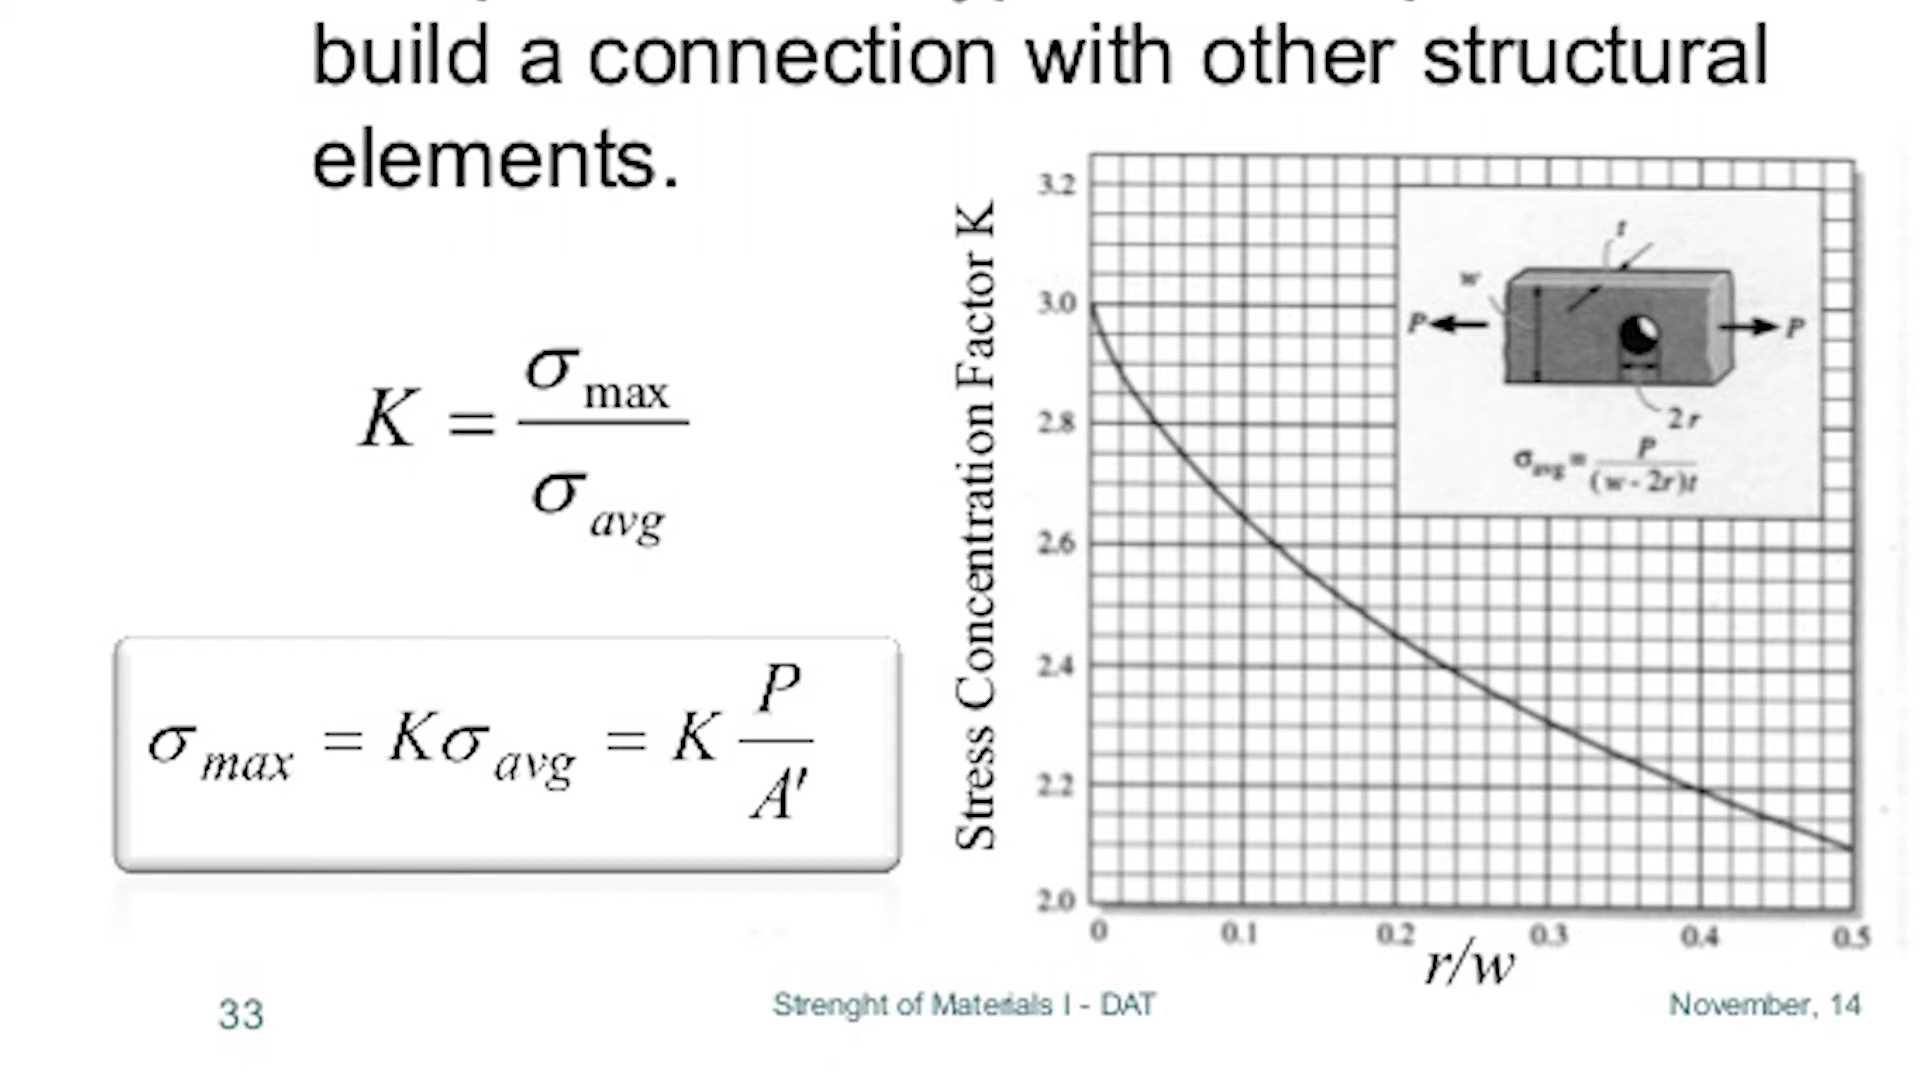 build a connection with other structural
elements.
K = σmax / σavg
σmax = Kσavg = K P / A'
Stress Concentration Factor K
3.2
3.0
2.8
2.6
2.4
2.2
2.0
0 0.1 0.2 0.3 0.4 0.5
r/w
t
w
P P
2r
σavg = P / (w - 2r)t
33 Strenght of Materials I - DAT November, 14